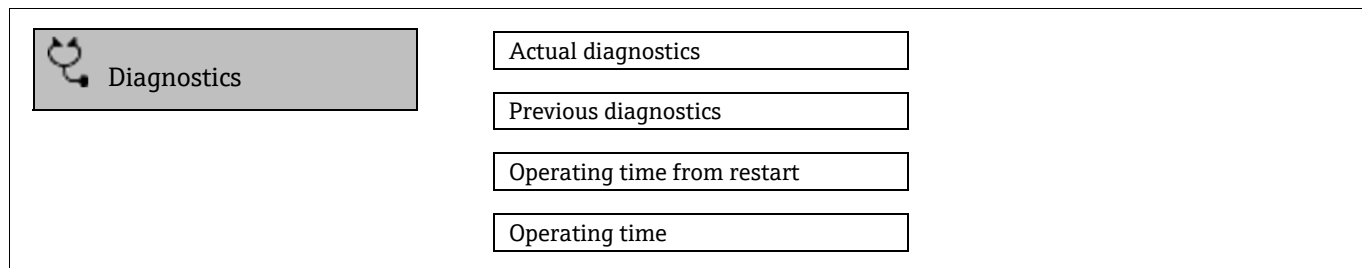 Diagnostics
Actual diagnostics
Previous diagnostics
Operating time from restart
Operating time